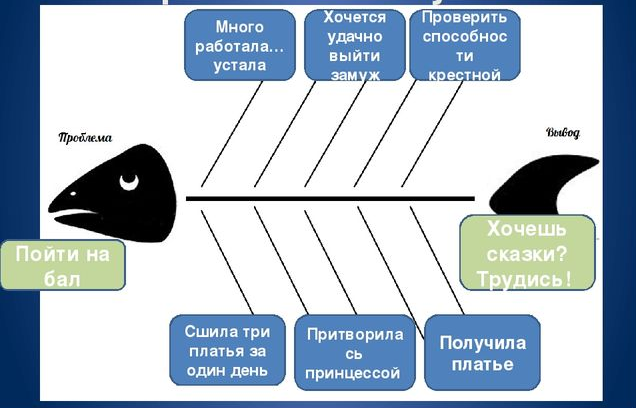 Много
работала…
устала
Хочется
удачно
выйти
замуж
Проверить
способнос
ти
крестной
Проблема
Вывод
Пойти на
бал
Хочешь
сказки?
Трудись!
Сшила три
платья за
один день
Притворила
сь
принцессой
Получила
платье